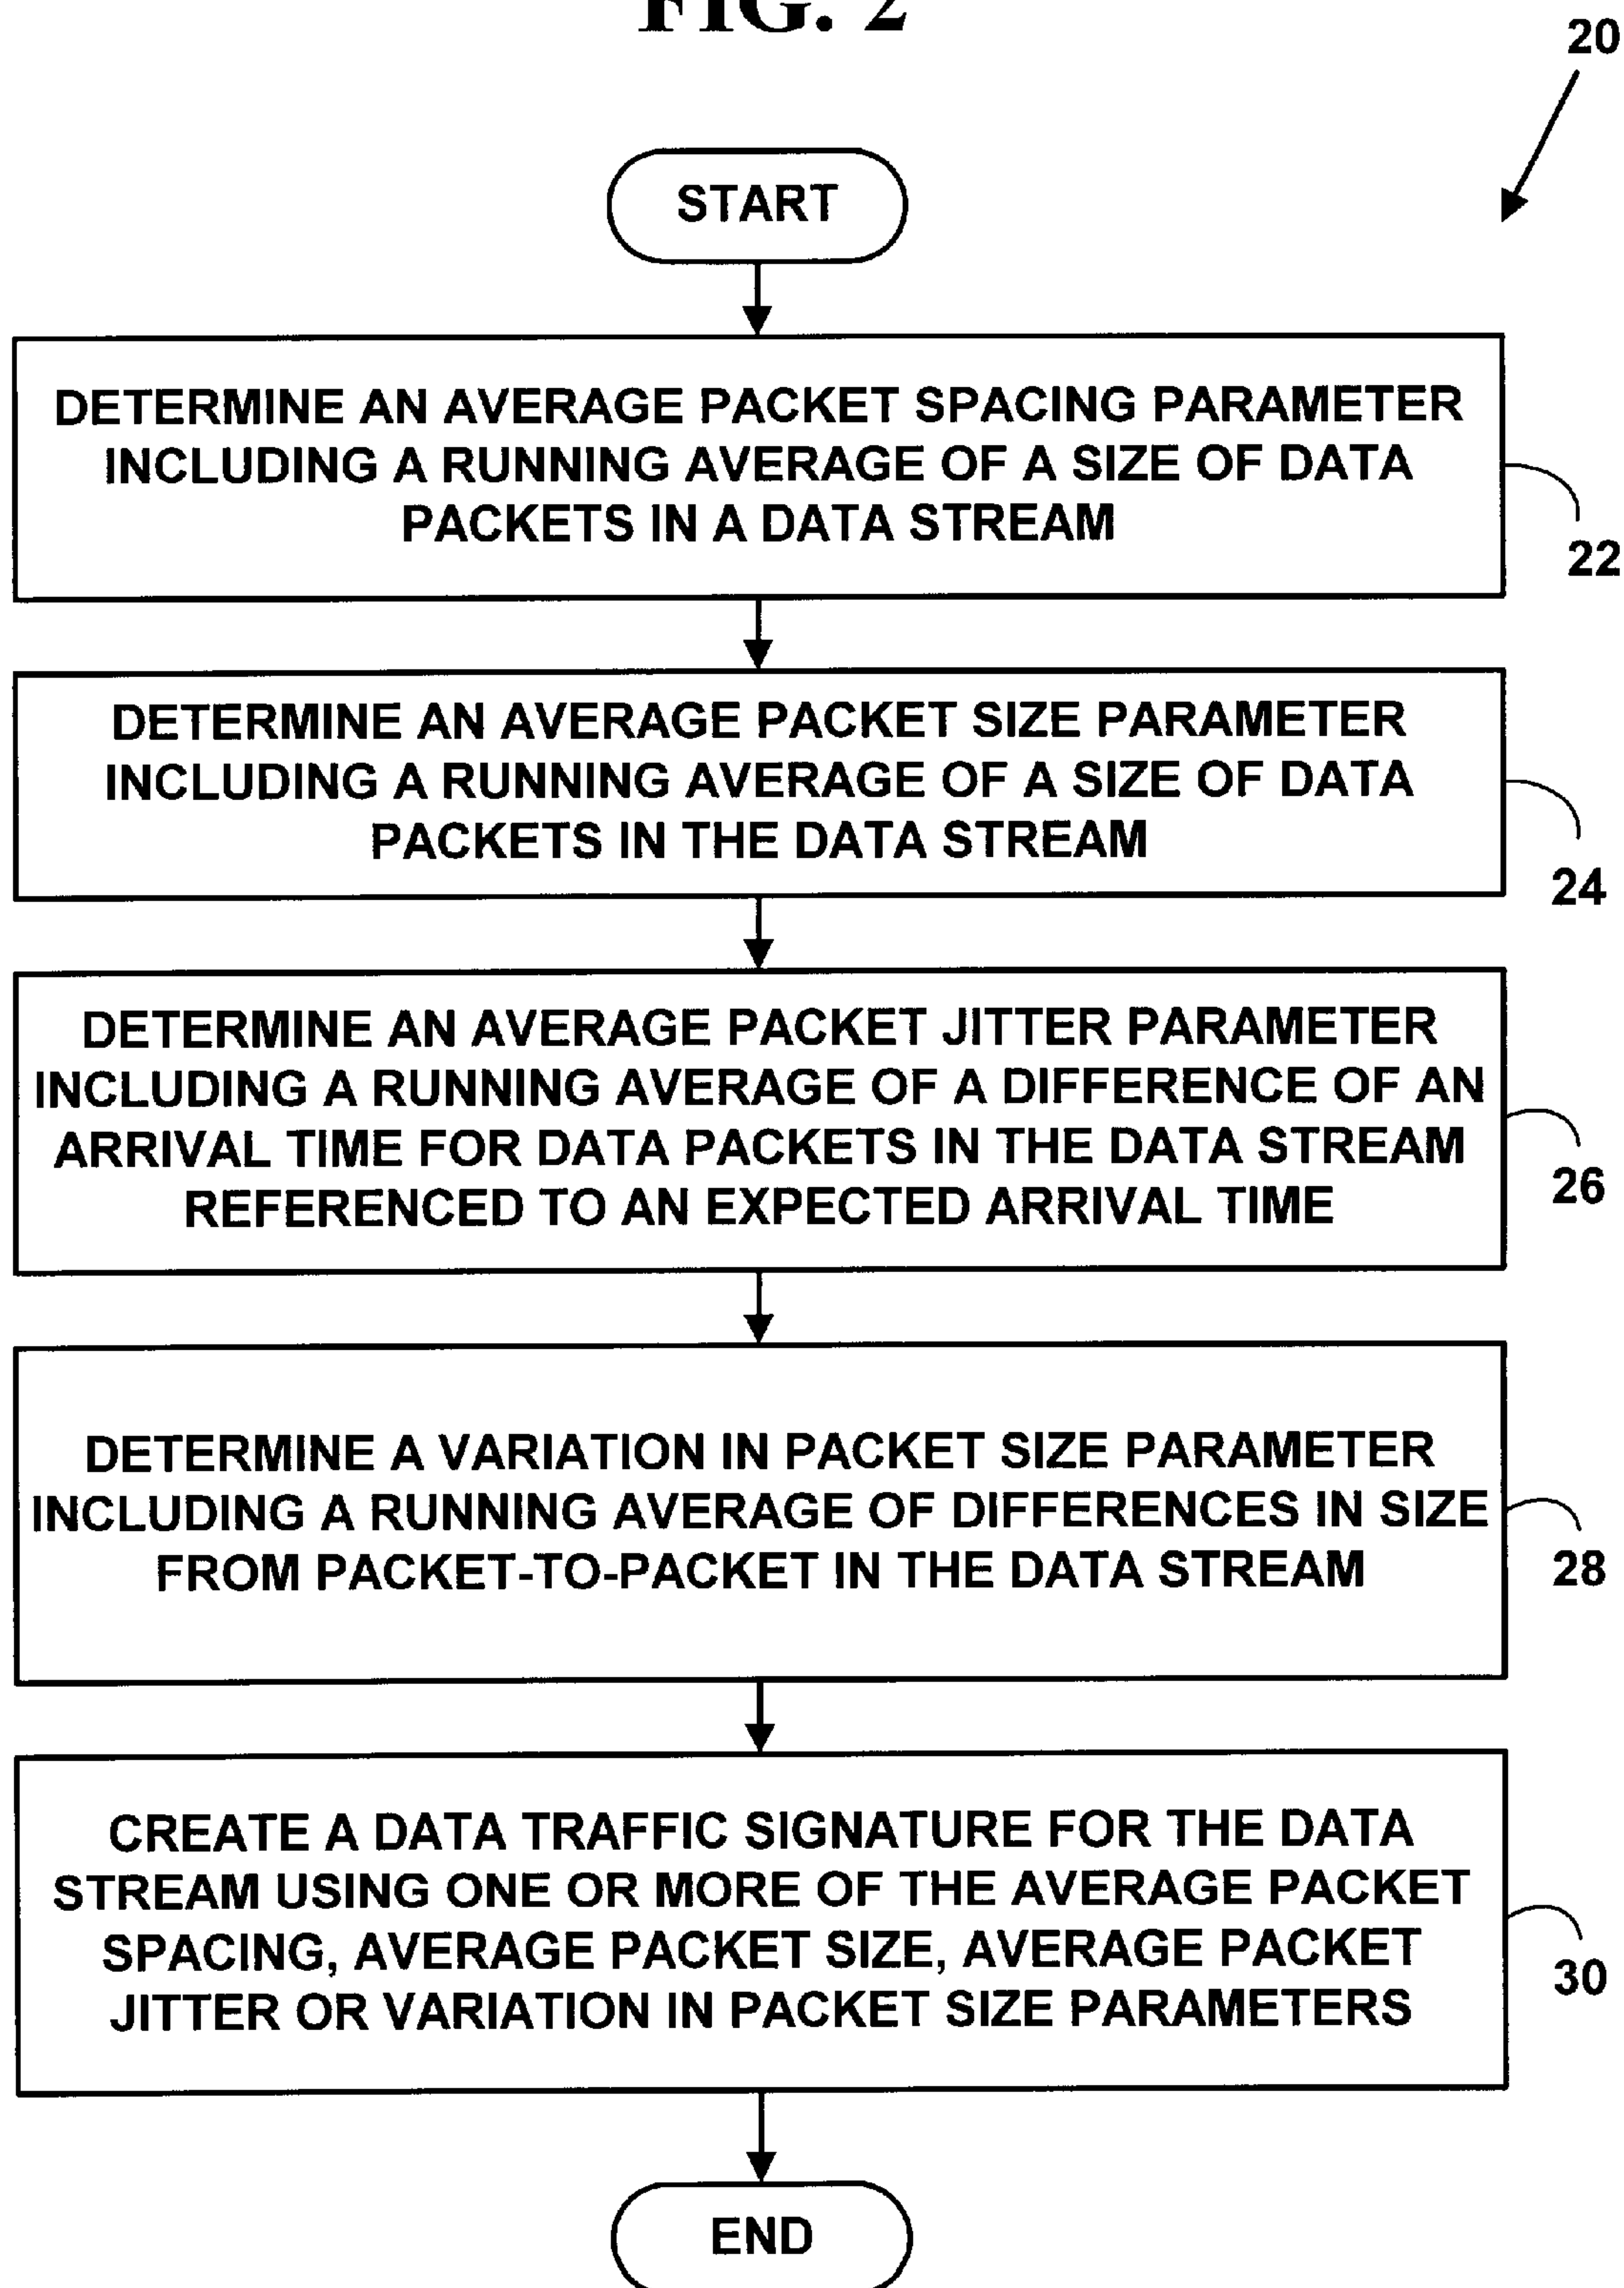 FIG. 2
20
START
DETERMINE AN AVERAGE PACKET SPACING PARAMETER
INCLUDING A RUNNING AVERAGE OF A SIZE OF DATA
PACKETS IN A DATA STREAM
22
DETERMINE AN AVERAGE PACKET SIZE PARAMETER
INCLUDING A RUNNING AVERAGE OF A SIZE OF DATA
PACKETS IN THE DATA STREAM
24
DETERMINE AN AVERAGE PACKET JITTER PARAMETER
INCLUDING A RUNNING AVERAGE OF A DIFFERENCE OF AN
ARRIVAL TIME FOR DATA PACKETS IN THE DATA STREAM
REFERENCED TO AN EXPECTED ARRIVAL TIME
26
DETERMINE A VARIATION IN PACKET SIZE PARAMETER
INCLUDING A RUNNING AVERAGE OF DIFFERENCES IN SIZE
FROM PACKET-TO-PACKET IN THE DATA STREAM
28
CREATE A DATA TRAFFIC SIGNATURE FOR THE DATA
STREAM USING ONE OR MORE OF THE AVERAGE PACKET
SPACING, AVERAGE PACKET SIZE, AVERAGE PACKET
JITTER OR VARIATION IN PACKET SIZE PARAMETERS
30
END